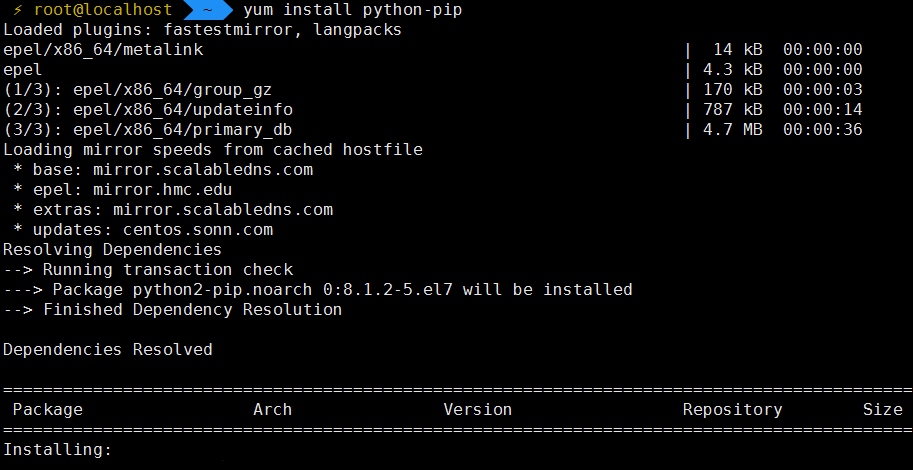 ⚡ root@localhost ~ yum install python-pip
Loaded plugins: fastestmirror, langpacks
epel/x86_64/metalink | 14 kB 00:00:00
epel | 4.3 kB 00:00:00
(1/3): epel/x86_64/group_gz | 170 kB 00:00:03
(2/3): epel/x86_64/updateinfo | 787 kB 00:00:14
(3/3): epel/x86_64/primary_db | 4.7 MB 00:00:36
Loading mirror speeds from cached hostfile
 * base: mirror.scalabledns.com
 * epel: mirror.hmc.edu
 * extras: mirror.scalabledns.com
 * updates: centos.sonn.com
Resolving Dependencies
--> Running transaction check
---> Package python2-pip.noarch 0:8.1.2-5.el7 will be installed
--> Finished Dependency Resolution

Dependencies Resolved

===========================================================================================
 Package Arch Version Repository Size
===========================================================================================
Installing: